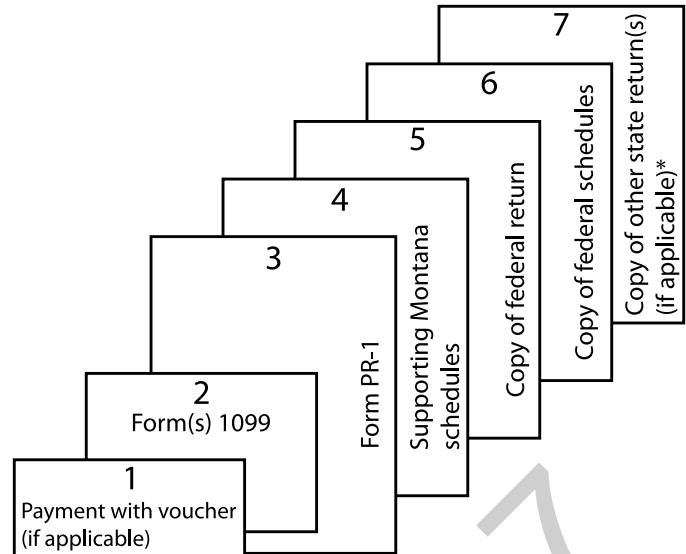 7
Copy of other state return(s)
(if applicable)*
6
Copy of federal schedules
5
Copy of federal return
4
Supporting Montana
schedules
3
Form PR-1
2
Form(s) 1099
1
Payment with voucher
(if applicable)